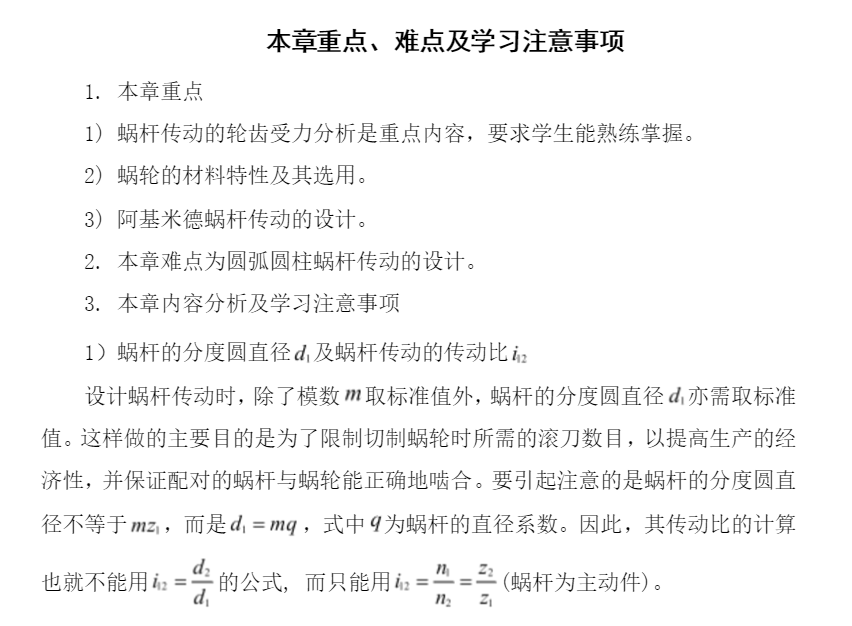 本章重点、难点及学习注意事项
1. 本章重点
1) 蜗杆传动的轮齿受力分析是重点内容，要求学生能熟练掌握。
2) 蜗轮的材料特性及其选用。
3) 阿基米德蜗杆传动的设计。
2. 本章难点为圆弧圆柱蜗杆传动的设计。
3. 本章内容分析及学习注意事项
1）蜗杆的分度圆直径 d₁ 及蜗杆传动的传动比 i₁₂
设计蜗杆传动时, 除了模数 m 取标准值外, 蜗杆的分度圆直径 d₁ 亦需取标准
值。这样做的主要目的是为了限制切制蜗轮时所需的滚刀数目，以提高生产的经
济性，并保证配对的蜗杆与蜗轮能正确地啮合。要引起注意的是蜗杆的分度圆直
径不等于 mz₁，而是 d₁ = mq，式中 q 为蜗杆的直径系数。因此，其传动比的计算
也就不能用 i₁₂ = d₂/d₁ 的公式, 而只能用 i₁₂ = n₁/n₂ = z₂/z₁ (蜗杆为主动件)。